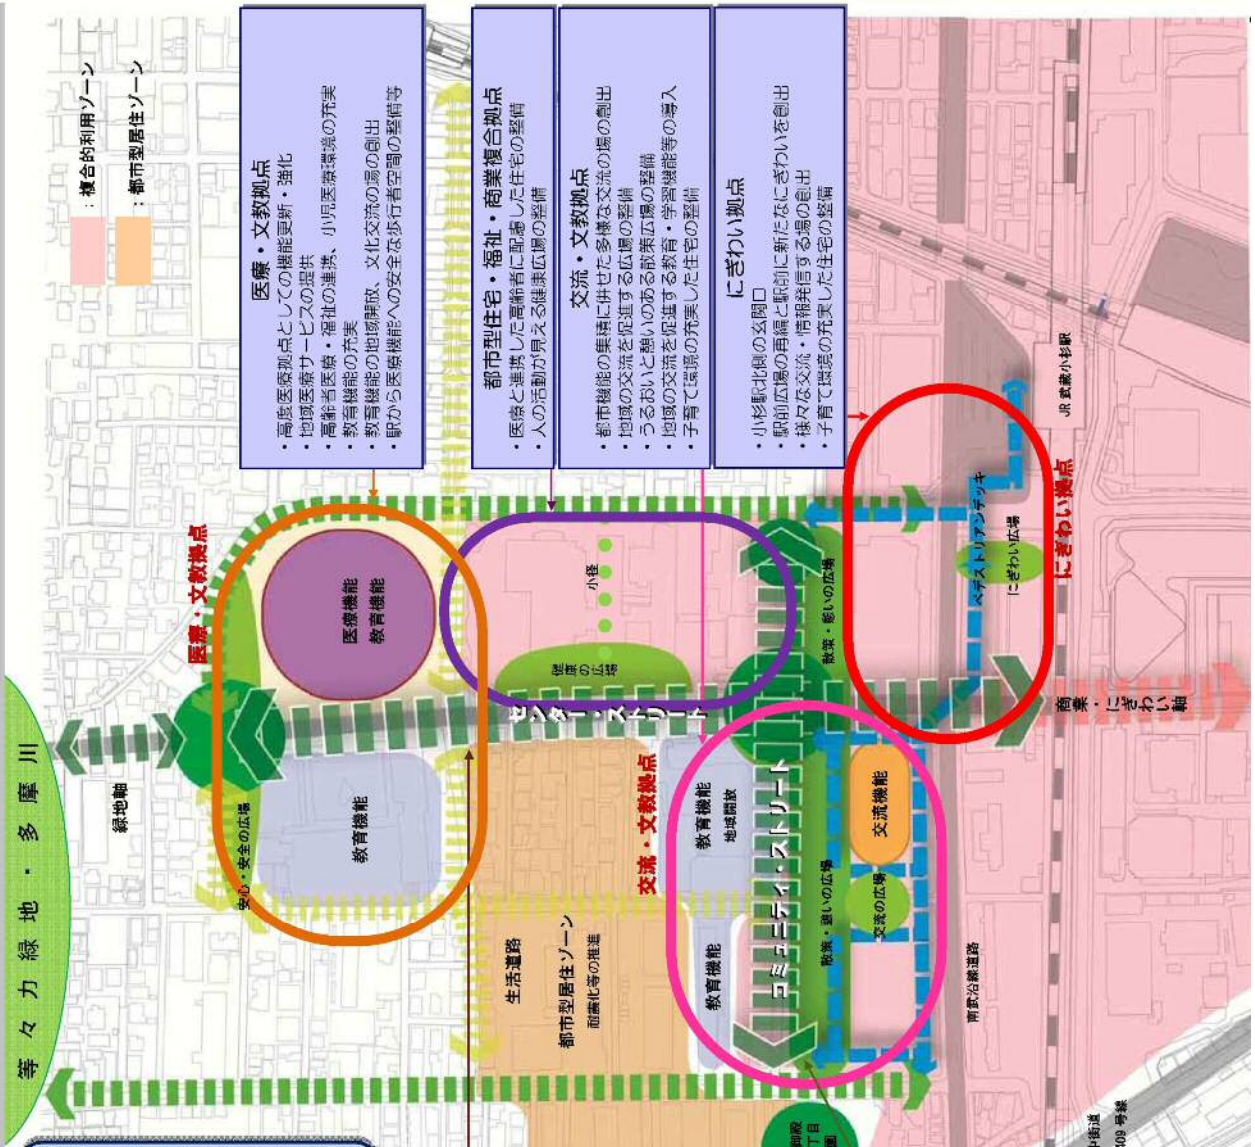 ：複合的利用ゾーン
：都市型居住ゾーン
医療・文教拠点
・高度医療拠点としての機能更新・強化
・地域医療サービスの提供
・高齢者医療・福祉の連携、小児医療環境の充実
・教育機能の充実
・教育機能の地域開放、文化交流の場の創出
・駅から医療機能への安全な歩行者空間の整備等
都市型住宅・福祉・商業複合拠点
・医療と連携した高齢者に配慮した住宅の整備
・人の活動が見える健康広場の整備
交流・文教拠点
・都市機能の集積に併せた多様な交流の場の創出
・地域の交流を促進する広場の整備
・うるおいと憩いのある散策広場の整備
・地域の交流を促進する教育・学習機能等の導入
・子育て環境の充実した住宅の整備
にぎわい拠点
・小杉駅北側の玄関口
・駅前広場の再編と駅前に新たなにぎわいを創出
・様々な交流・情報発信する場の創出
・子育て環境の充実した住宅の整備
等々力緑地・多摩川
緑地軸
医療・文教拠点
医療機能
教育機能
安心・安全の広場
教育機能
小径
健康の広場
センター・ストリート
生活道路
都市型居住ゾーン
耐震化等の推進
交流・文教拠点
教育機能
地域開放
教育機能
コミュニティ・ストリート
散策・憩いの広場
散策・憩いの広場
交流機能
交流の広場
南武沿線道路
ペデストリアンデッキ
にぎわい広場
にぎわい拠点
JR 武蔵小杉駅
商業・にぎわい軸
御殿
丁目
中街道
409 号線